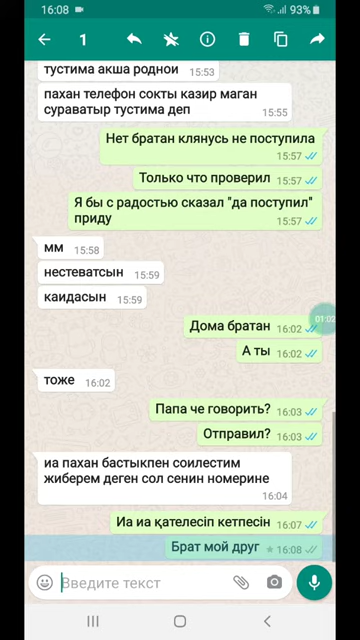 16:08 93%
1
тустима акша роднои 15:53
пахан телефон сокты казир маган
сураватыр тустима деп 15:55
Нет братан клянусь не поступила
15:57
Только что проверил 15:57
Я бы с радостью сказал "да поступил"
приду 15:57
мм 15:58
нестеватсын 15:59
каидасын 15:59
01:02
Дома братан 16:02
А ты 16:02
тоже 16:02
Папа че говорить? 16:03
Отправил? 16:03
иа пахан бастыкпен соилестим
жиберем деген сол сенин номерине
16:04
Иа иа қателесіп кетпесін 16:07
Брат мой друг ★ 16:08
Введите текст